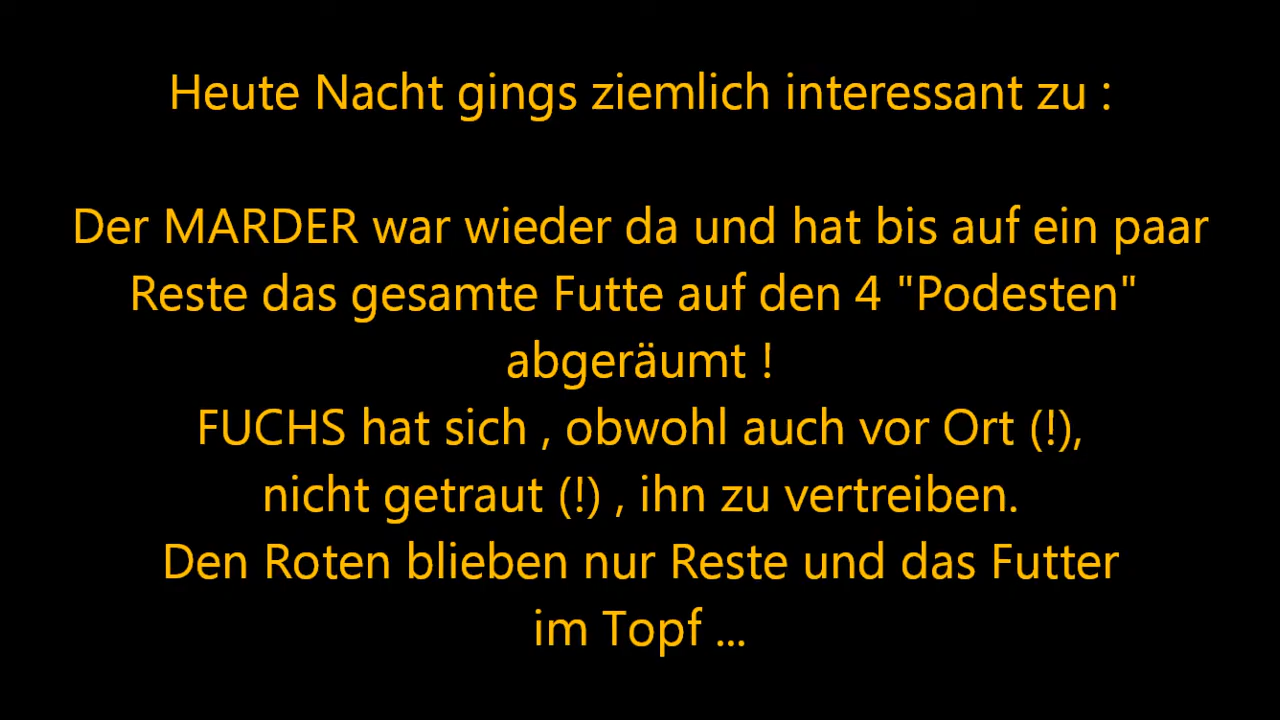 Heute Nacht gings ziemlich interessant zu :
Der MARDER war wieder da und hat bis auf ein paar
Reste das gesamte Futte auf den 4 "Podesten"
abgeräumt !
FUCHS hat sich , obwohl auch vor Ort (!),
nicht getraut (!) , ihn zu vertreiben.
Den Roten blieben nur Reste und das Futter
im Topf ...